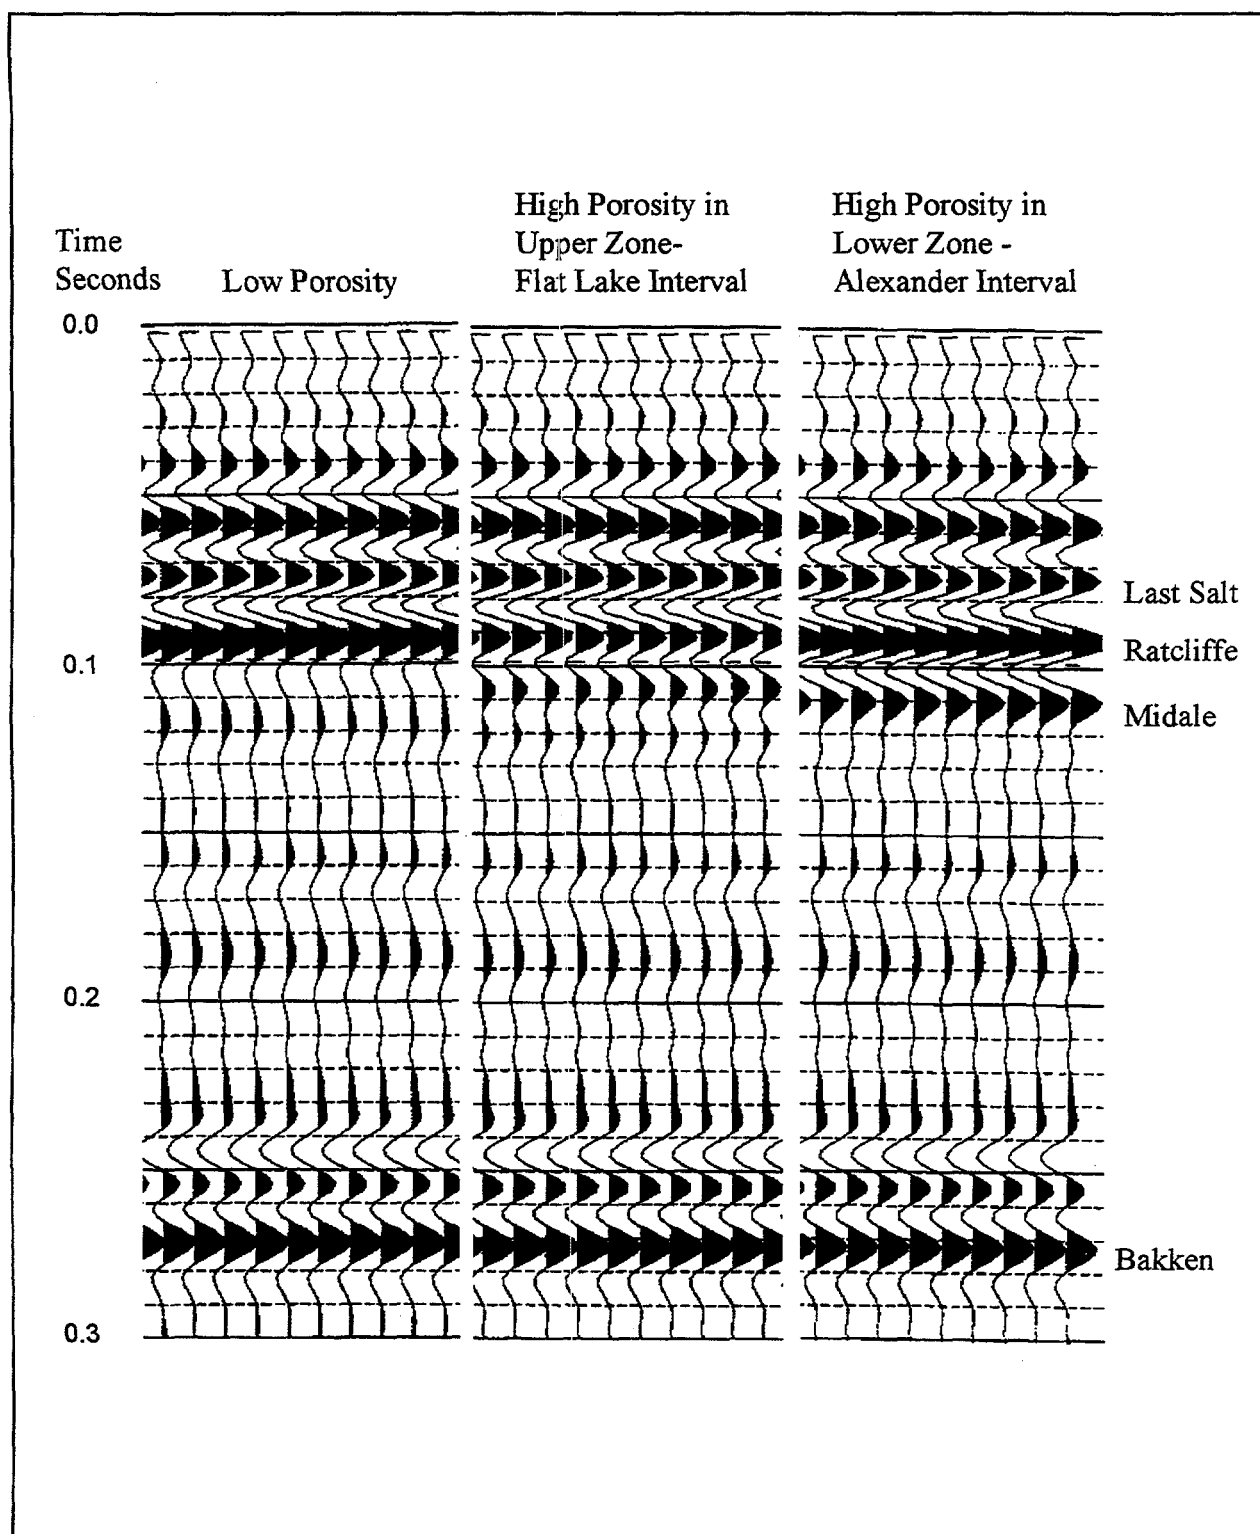 Time
Seconds
Low Porosity
High Porosity in
Upper Zone-
Flat Lake Interval
High Porosity in
Lower Zone -
Alexander Interval
0.0
Last Salt
Ratcliffe
0.1
Midale
0.2
Bakken
0.3